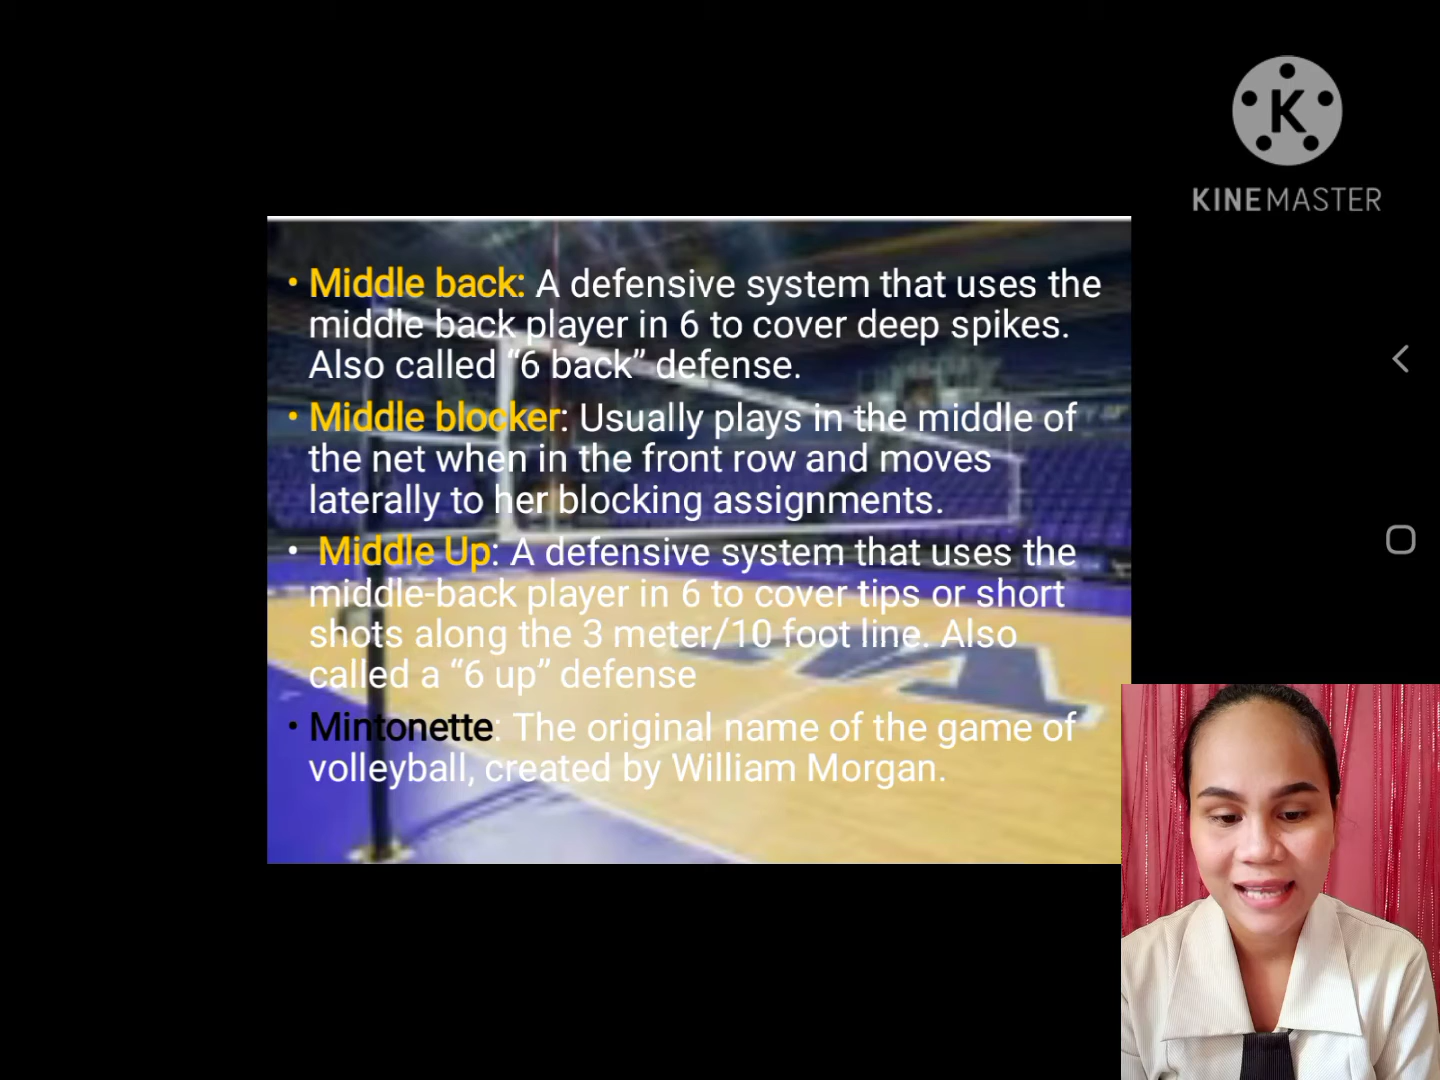 K
KINEMASTER
• Middle back: A defensive system that uses the
middle back player in 6 to cover deep spikes.
Also called “6 back” defense.
• Middle blocker: Usually plays in the middle of
the net when in the front row and moves
laterally to her blocking assignments.
• Middle Up: A defensive system that uses the
middle-back player in 6 to cover tips or short
shots along the 3 meter/10 foot line. Also
called a “6 up” defense
• Mintonette: The original name of the game of
volleyball, created by William Morgan.